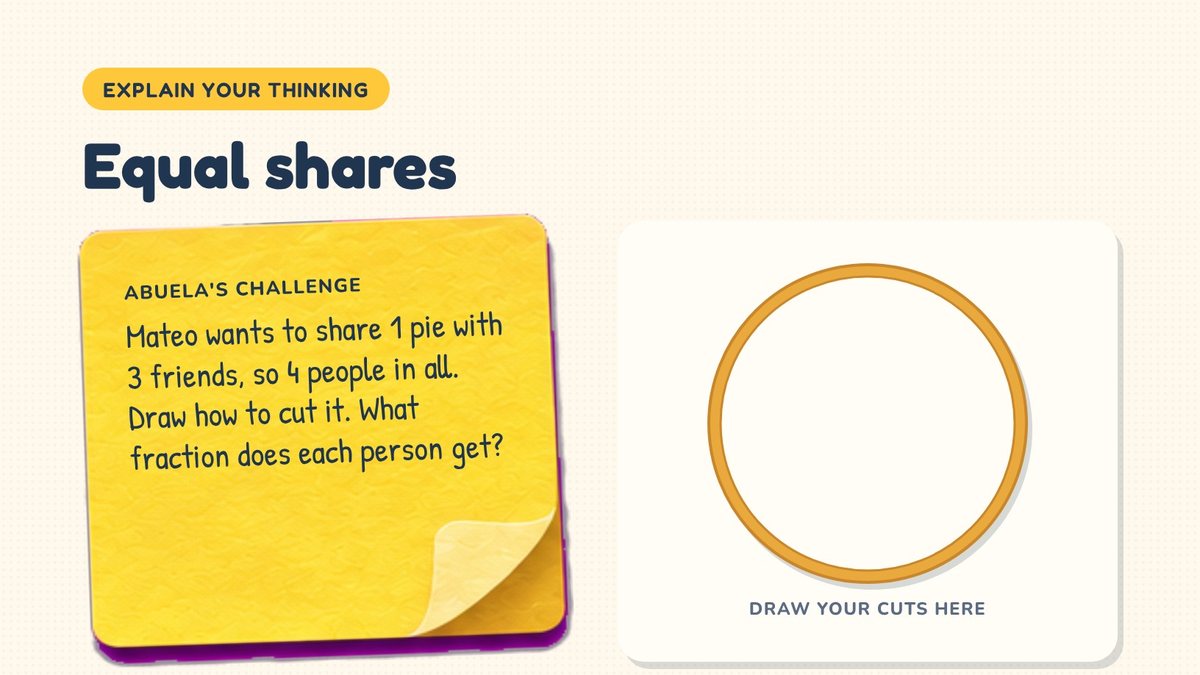 EXPLAIN YOUR THINKING
Equal shares
ABUELA'S CHALLENGE
Mateo wants to share 1 pie with
3 friends, so 4 people in all.
Draw how to cut it. What
fraction does each person get?
DRAW YOUR CUTS HERE